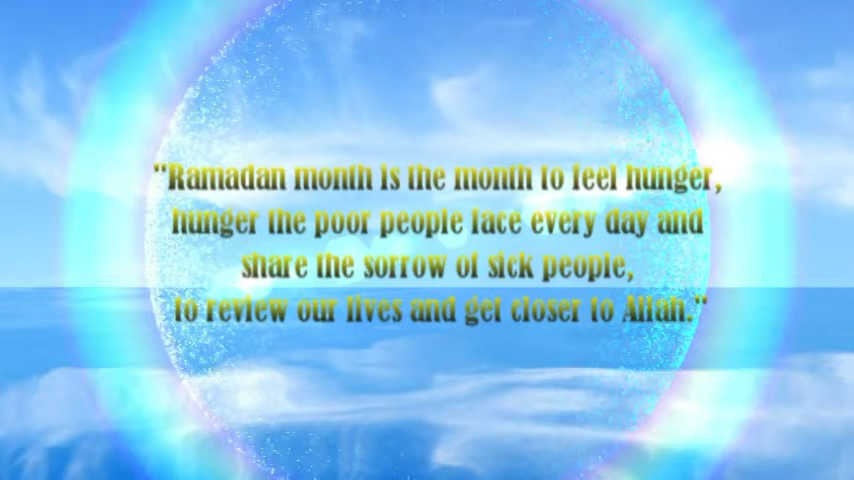 "Ramadan month is the month to feel hunger,
hunger the poor people face every day and
share the sorrow of sick people,
to review our lives and get closer to Allah."